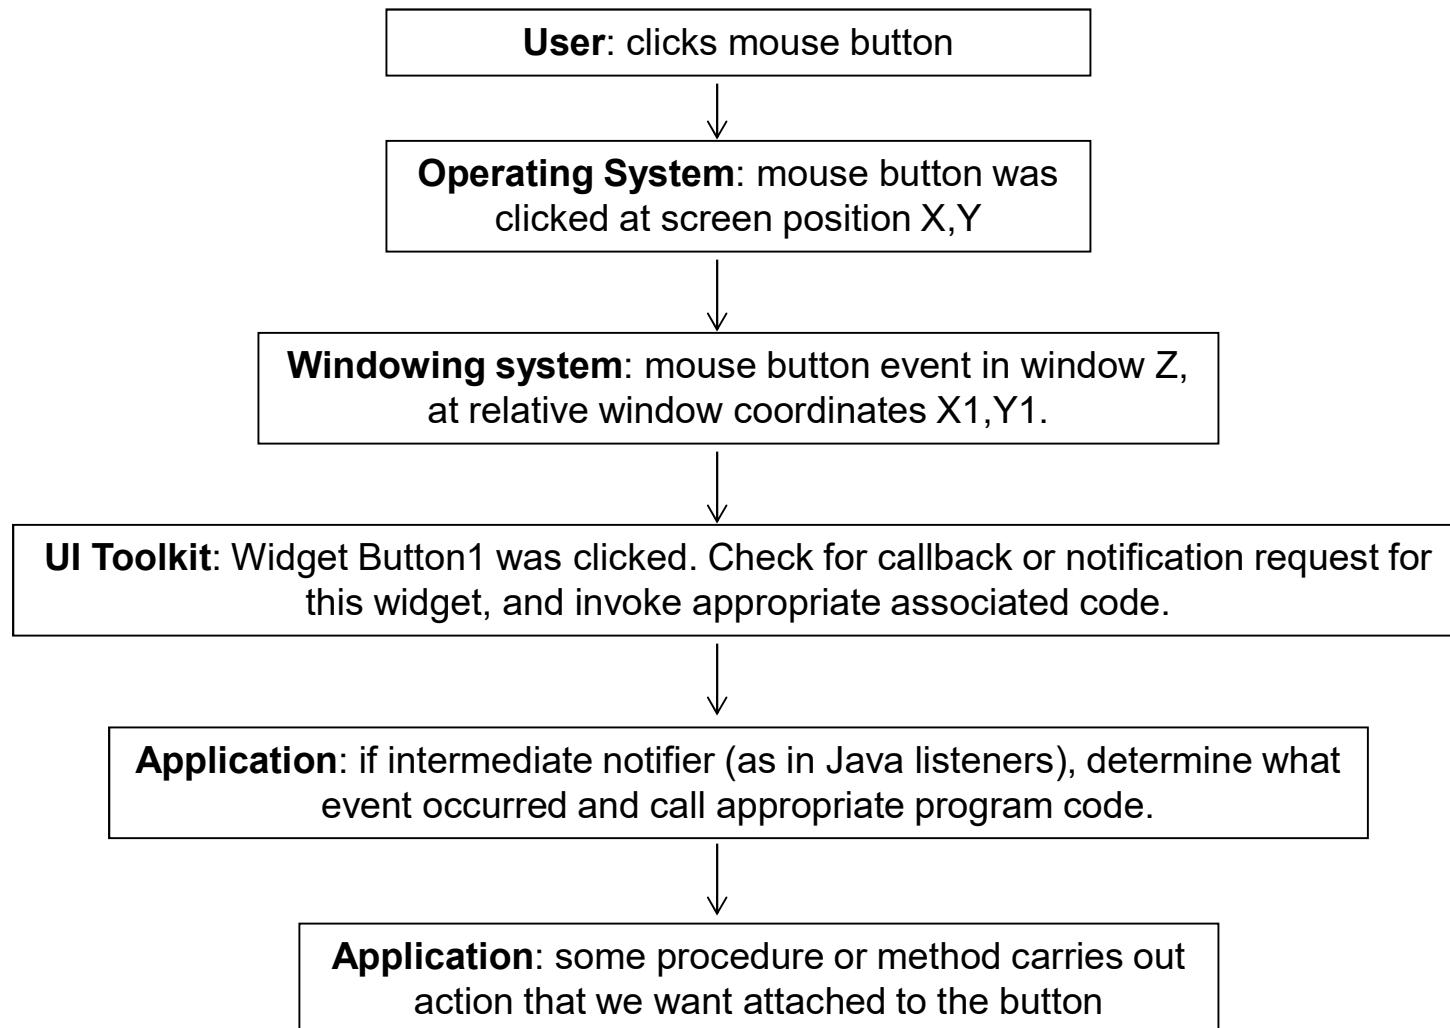 User: clicks mouse button
Operating System: mouse button was
clicked at screen position X,Y
Windowing system: mouse button event in window Z,
at relative window coordinates X1,Y1.
UI Toolkit: Widget Button1 was clicked. Check for callback or notification request for
this widget, and invoke appropriate associated code.
Application: if intermediate notifier (as in Java listeners), determine what
event occurred and call appropriate program code.
Application: some procedure or method carries out
action that we want attached to the button